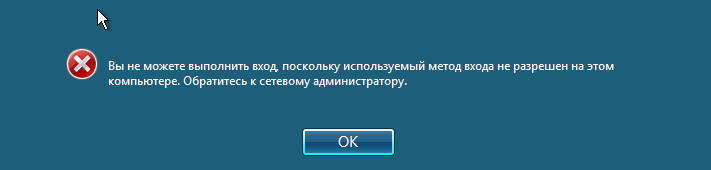 Вы не можете выполнить вход, поскольку используемый метод входа не разрешен на этом
компьютере. Обратитесь к сетевому администратору.
OK